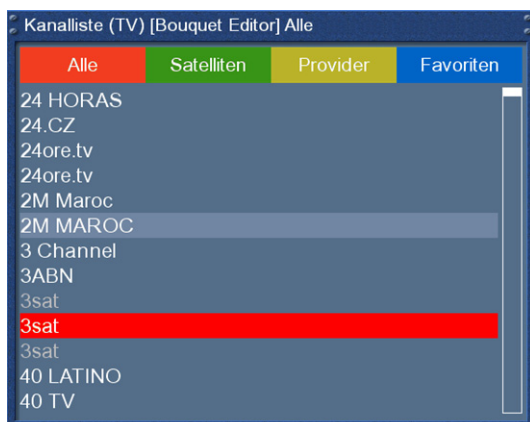 Kanalliste (TV) [Bouquet Editor] Alle
Alle Satelliten Provider Favoriten
24 HORAS
24.CZ
24ore.tv
24ore.tv
2M Maroc
2M MAROC
3 Channel
3ABN
3sat
3sat
3sat
40 LATINO
40 TV